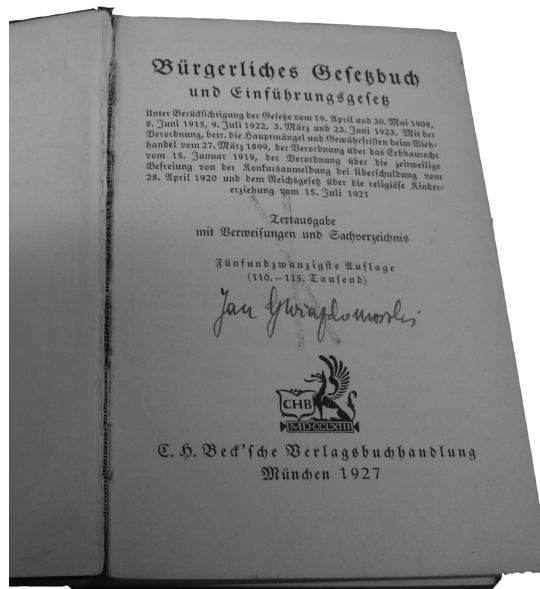 Bürgerliches Gesetzbuch
und Einführungsgesetz
Unter Berücksichtigung der Gesetze vom 19. April und 30. Mai 1908,
8. Juni 1915, 9. Juli 1922, 3. März und 23. Juni 1923. Mit der
Verordnung, betr. die Hauptmängel und Gewährfristen beim Vieh-
handel vom 27. März 1899, der Verordnung über das Erbbaurecht
vom 15. Januar 1919, der Verordnung über die zeitweilige
Befreiung von der Konkursanmeldung bei Überschuldung vom
28. April 1920 und dem Reichsgesetz über die religiöse Kinder-
erziehung vom 15. Juli 1921
Textausgabe
mit Verweisungen und Sachverzeichnis
Fünfundzwanzigste Auflage
(110.–115. Tausend)
Jan Gwiazdomorski
CHB
MDCCLXIII
C. H. Beck'sche Verlagsbuchhandlung
München 1927